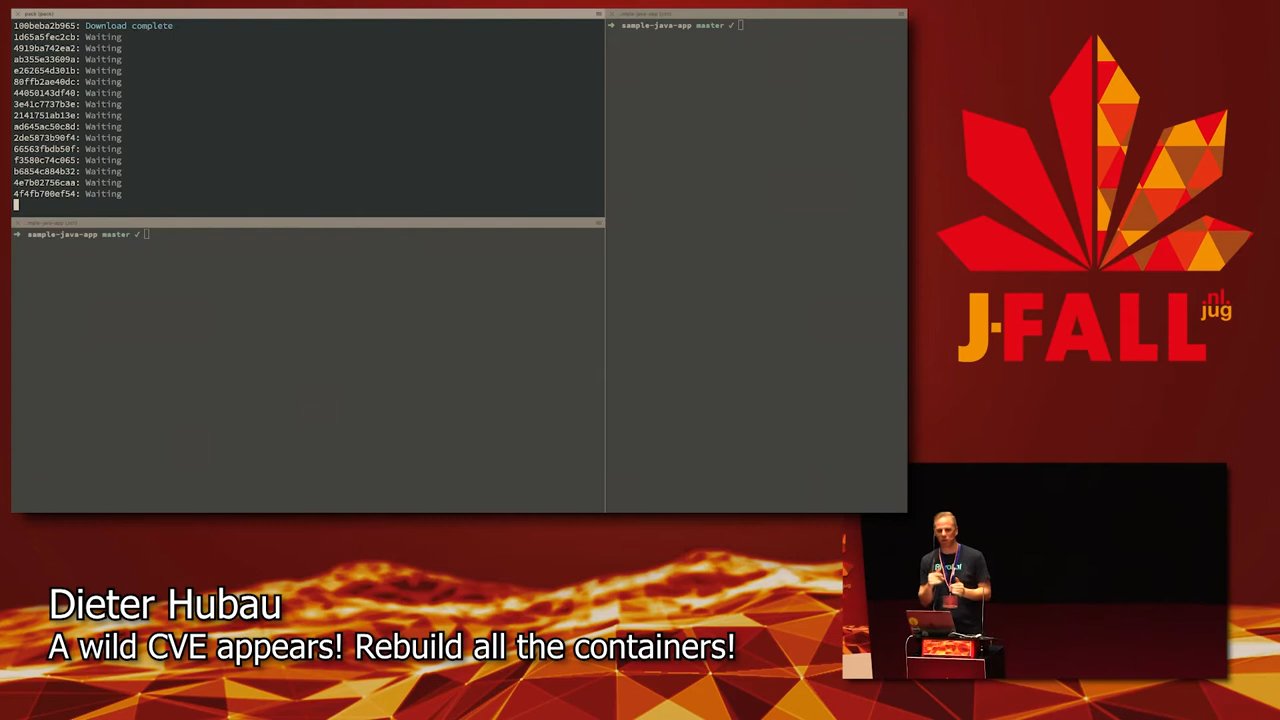 pack (pack)
100beba2b965: Download complete
1d65a5fec2cb: Waiting
4919ba742ea2: Waiting
ab355e33609a: Waiting
e262654d301b: Waiting
80ffb2ae40dc: Waiting
44050143df40: Waiting
3e41c7737b3e: Waiting
2141751ab13e: Waiting
ad645ac50c8d: Waiting
2de5873b90f4: Waiting
66563fbdb50f: Waiting
f3580c74c065: Waiting
b6854c884b32: Waiting
4e7b02756caa: Waiting
4f4fb700ef54: Waiting
➜ sample-java-app master ✓
➜ sample-java-app master ✓
J-FALL
nl.
jug
Dieter Hubau
A wild CVE appears! Rebuild all the containers!